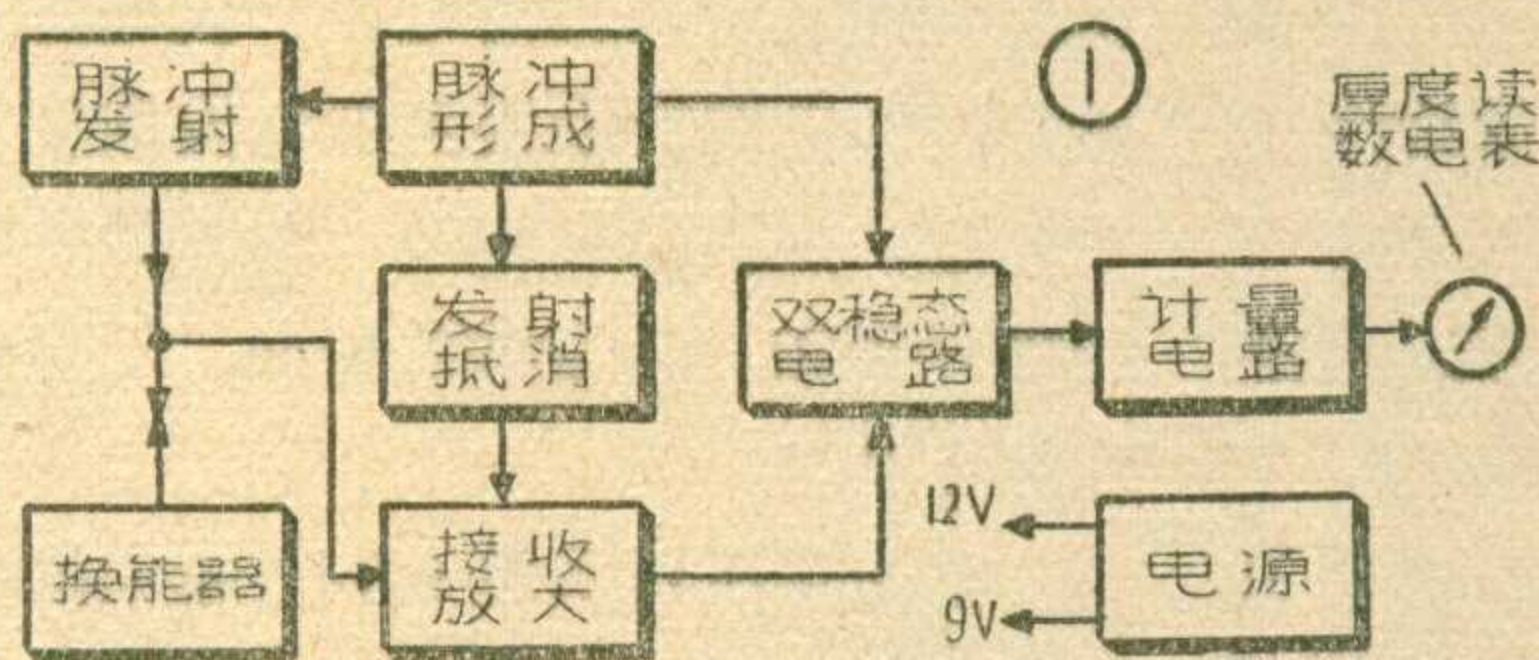 脉冲
发射
脉冲
形成
①
厚度读
数电表
发射
抵消
双稳态
电路
计量
电路
换能器
接收
放大
12V
9V
电源